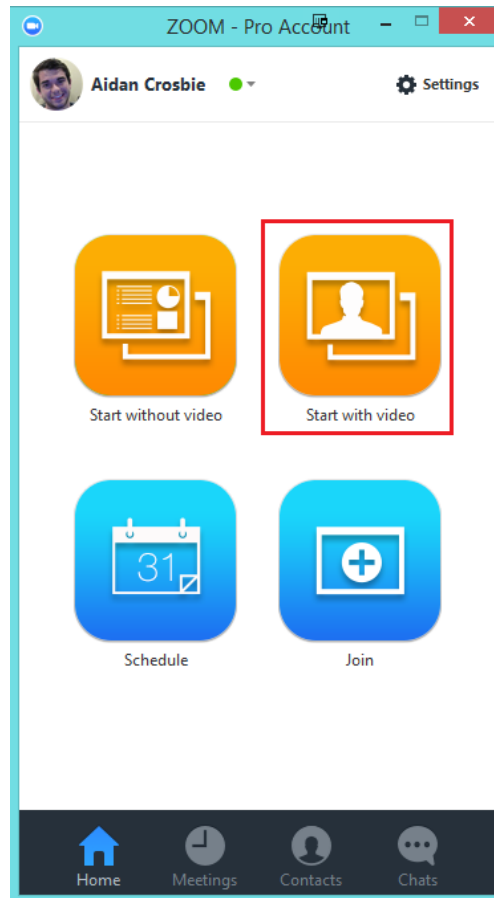 ZOOM - Pro Account
Aidan Crosbie
Settings
Start without video
Start with video
31
Schedule
Join
Home
Meetings
Contacts
Chats